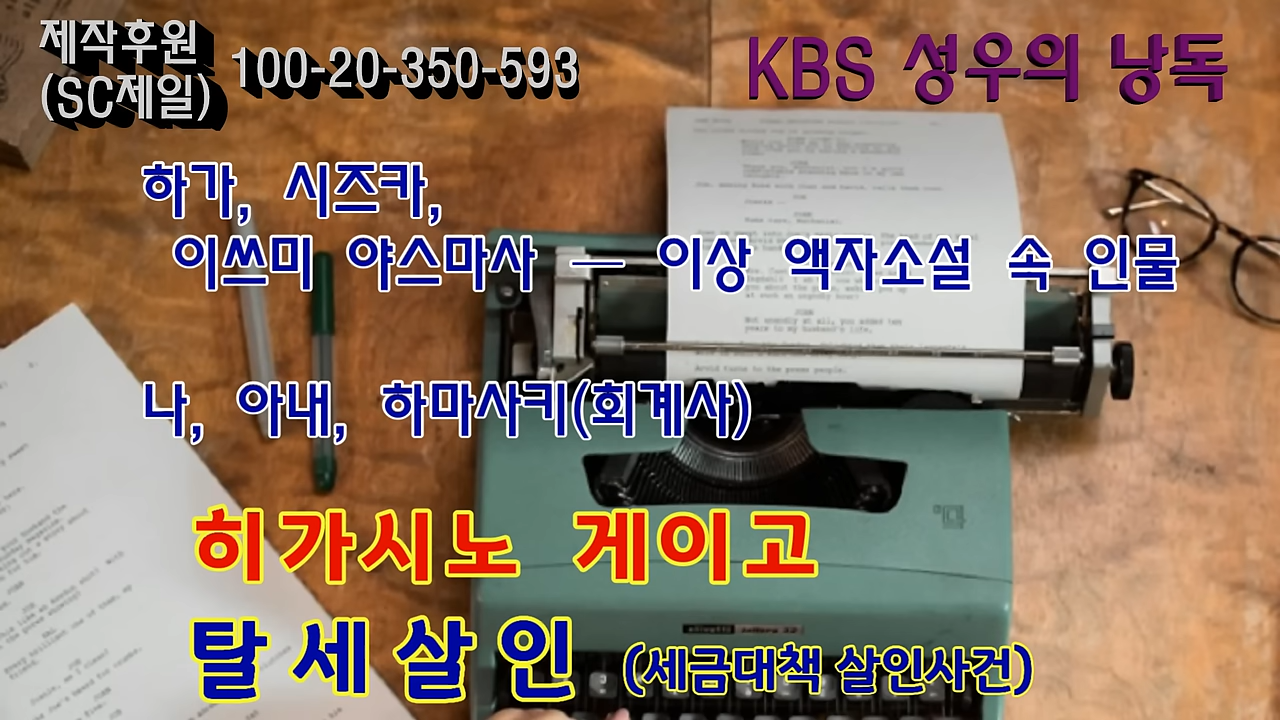 제작후원
(SC제일)
100-20-350-593
KBS 성우의 낭독
하가, 시즈카,
이쓰미 야스마사 — 이상 액자소설 속 인물
나, 아내, 하마사키(회계사)
히가시노 게이고
탈세살인 (세금대책 살인사건)
olivetti lettera 32